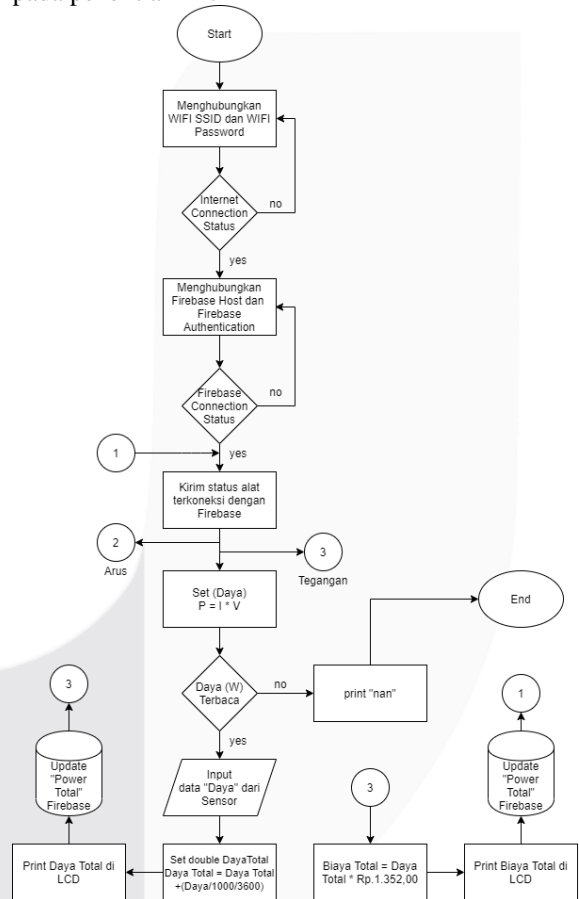 Start
Menghubungkan
WIFI SSID dan WIFI
Password
Internet
Connection
Status
no
yes
Menghubungkan
Firebase Host dan
Firebase
Authentication
Firebase
Connection
Status
no
1
yes
Kirim status alat
terkoneksi dengan
Firebase
2
Arus
3
Tegangan
Set (Daya)
P = I * V
End
Daya (W)
Terbaca
no
print "nan"
yes
Input
data "Daya" dari
Sensor
3
Update
"Power
Total"
Firebase
Print Daya Total di
LCD
Set double DayaTotal
Daya Total = Daya Total
+(Daya/1000/3600)
3
Biaya Total = Daya
Total * Rp.1.352,00
1
Update
"Power
Total"
Firebase
Print Biaya Total di
LCD